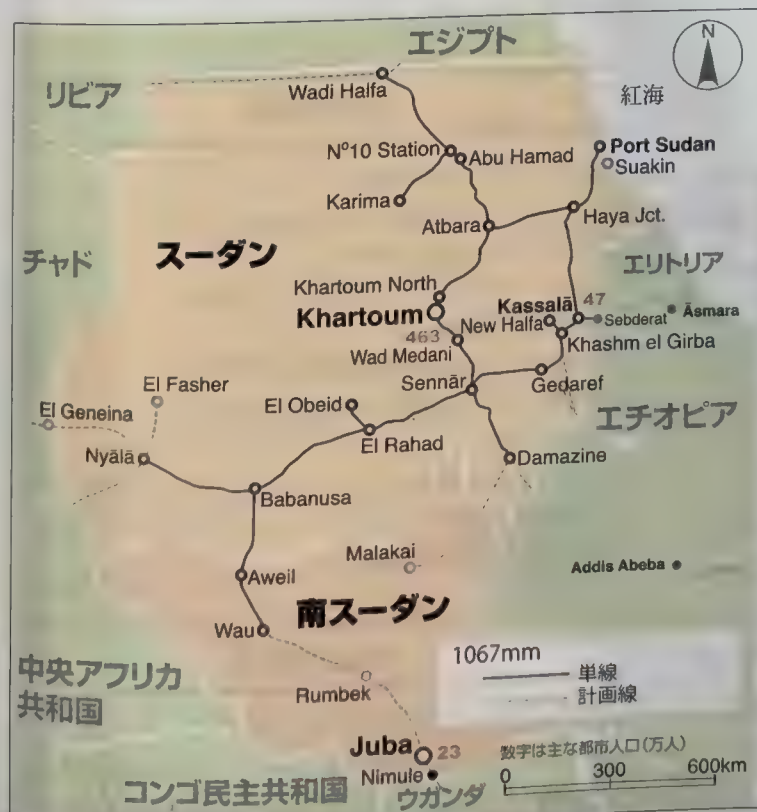 エジプト
N
リビア
Wadi Halfa
紅海
Nº10 Station
Abu Hamad
Port Sudan
Suakin
Karima
Atbara
Haya Jct.
チャド
スーダン
エリトリア
Khartoum North
Khartoum
463
Kassalā
47
Āsmara
New Halfa
Sebderat
Wad Medani
Khashm el Girba
Sennār
Gedaref
El Fasher
El Geneina
El Obeid
エチオピア
Nyālā
El Rahad
Damazine
Babanusa
Malakai
Addis Abeba
Aweil
南スーダン
Wau
1067mm
単線
計画線
中央アフリカ
共和国
Rumbek
Juba
23
数字は主な都市人口(万人)
Nimule
0 300 600km
コンゴ民主共和国
ウガンダ